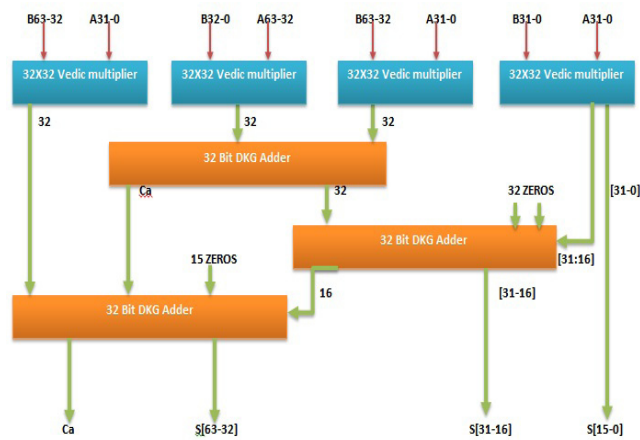 B63-32 A31-0 B32-0 A63-32 B63-32 A31-0 B31-0 A31-0
32X32 Vedic multiplier 32X32 Vedic multiplier 32X32 Vedic multiplier 32X32 Vedic multiplier
32 32 32
32 Bit DKG Adder
Ca 32 32 ZEROS [31-0]
32 Bit DKG Adder
15 ZEROS [31:16]
16 [31-16]
32 Bit DKG Adder
Ca S[63-32] S[31-16] S[15-0]